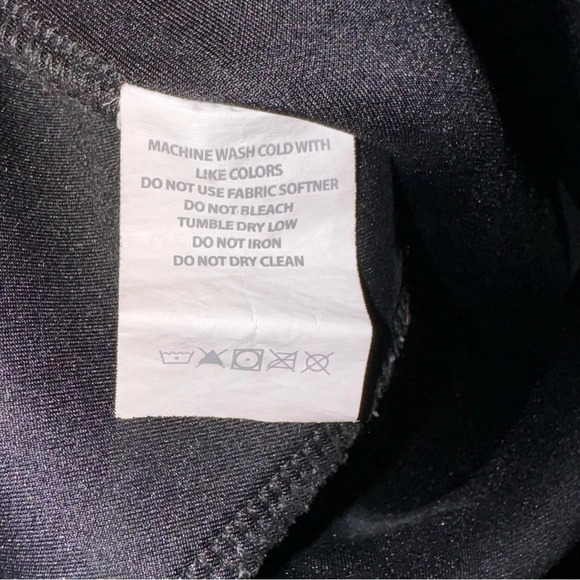 MACHINE WASH COLD WITH
LIKE COLORS
DO NOT USE FABRIC SOFTNER
DO NOT BLEACH
TUMBLE DRY LOW
DO NOT IRON
DO NOT DRY CLEAN